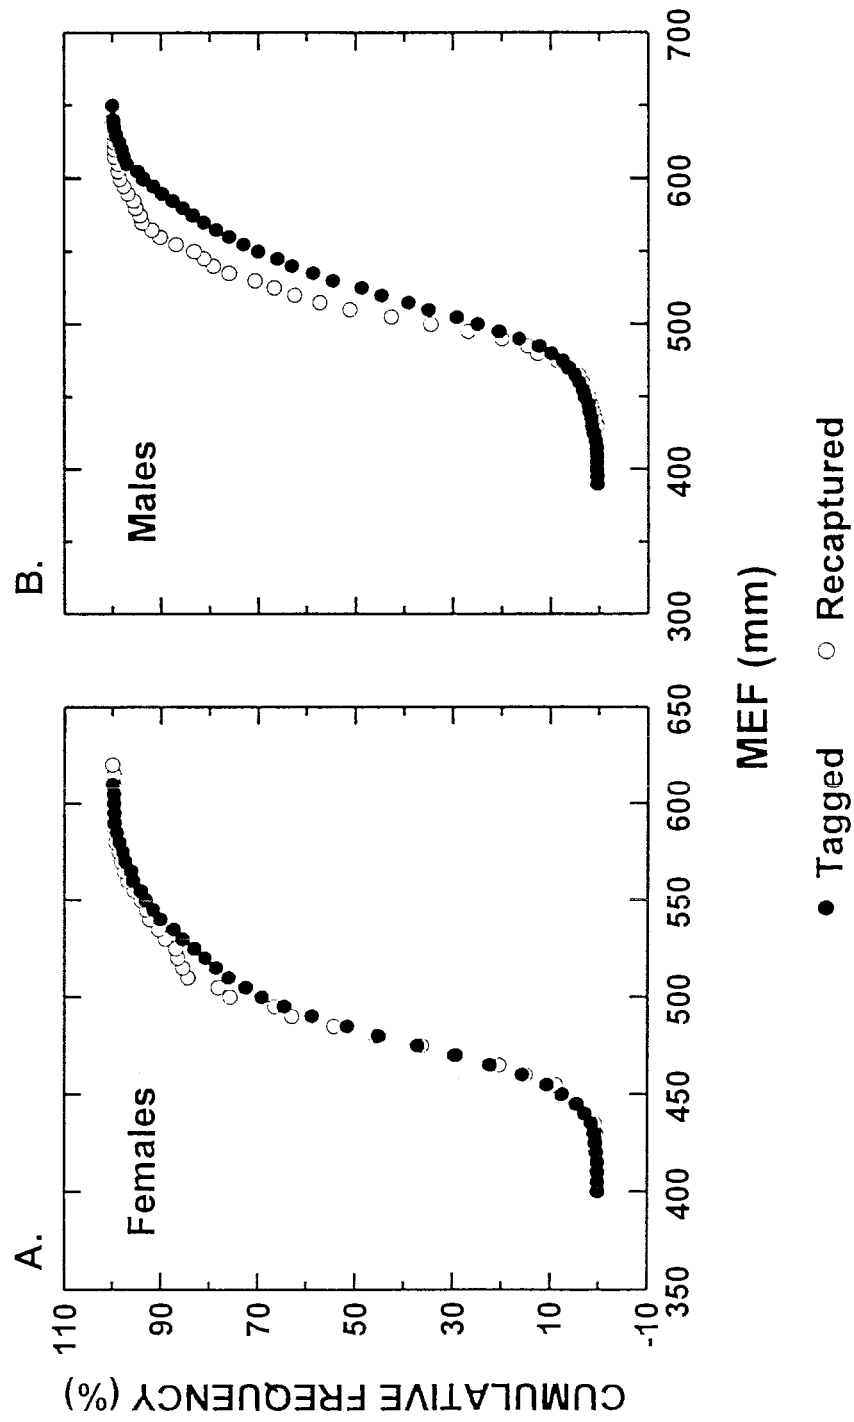 A.
B.
Females
Males
CUMULATIVE FREQUENCY (%)
110
90
70
50
30
10
-10
350 400 450 500 550 600 650
300 400 500 600 700
MEF (mm)
Tagged Recaptured